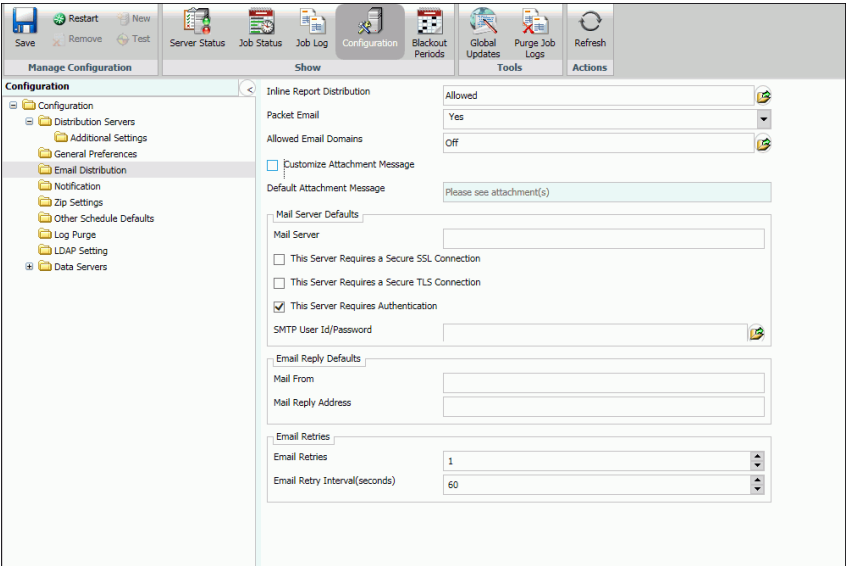 Save
Restart
New
Remove
Test
Manage Configuration
Server Status
Job Status
Job Log
Configuration
Blackout
Periods
Show
Global
Updates
Purge Job
Logs
Tools
Refresh
Actions
Configuration
Configuration
Distribution Servers
Additional Settings
General Preferences
Email Distribution
Notification
Zip Settings
Other Schedule Defaults
Log Purge
LDAP Setting
Data Servers
Inline Report Distribution
Allowed
Packet Email
Yes
Allowed Email Domains
Off
Customize Attachment Message
Default Attachment Message
Please see attachment(s)
Mail Server Defaults
Mail Server
This Server Requires a Secure SSL Connection
This Server Requires a Secure TLS Connection
This Server Requires Authentication
SMTP User Id/Password
Email Reply Defaults
Mail From
Mail Reply Address
Email Retries
Email Retries
1
Email Retry Interval(seconds)
60